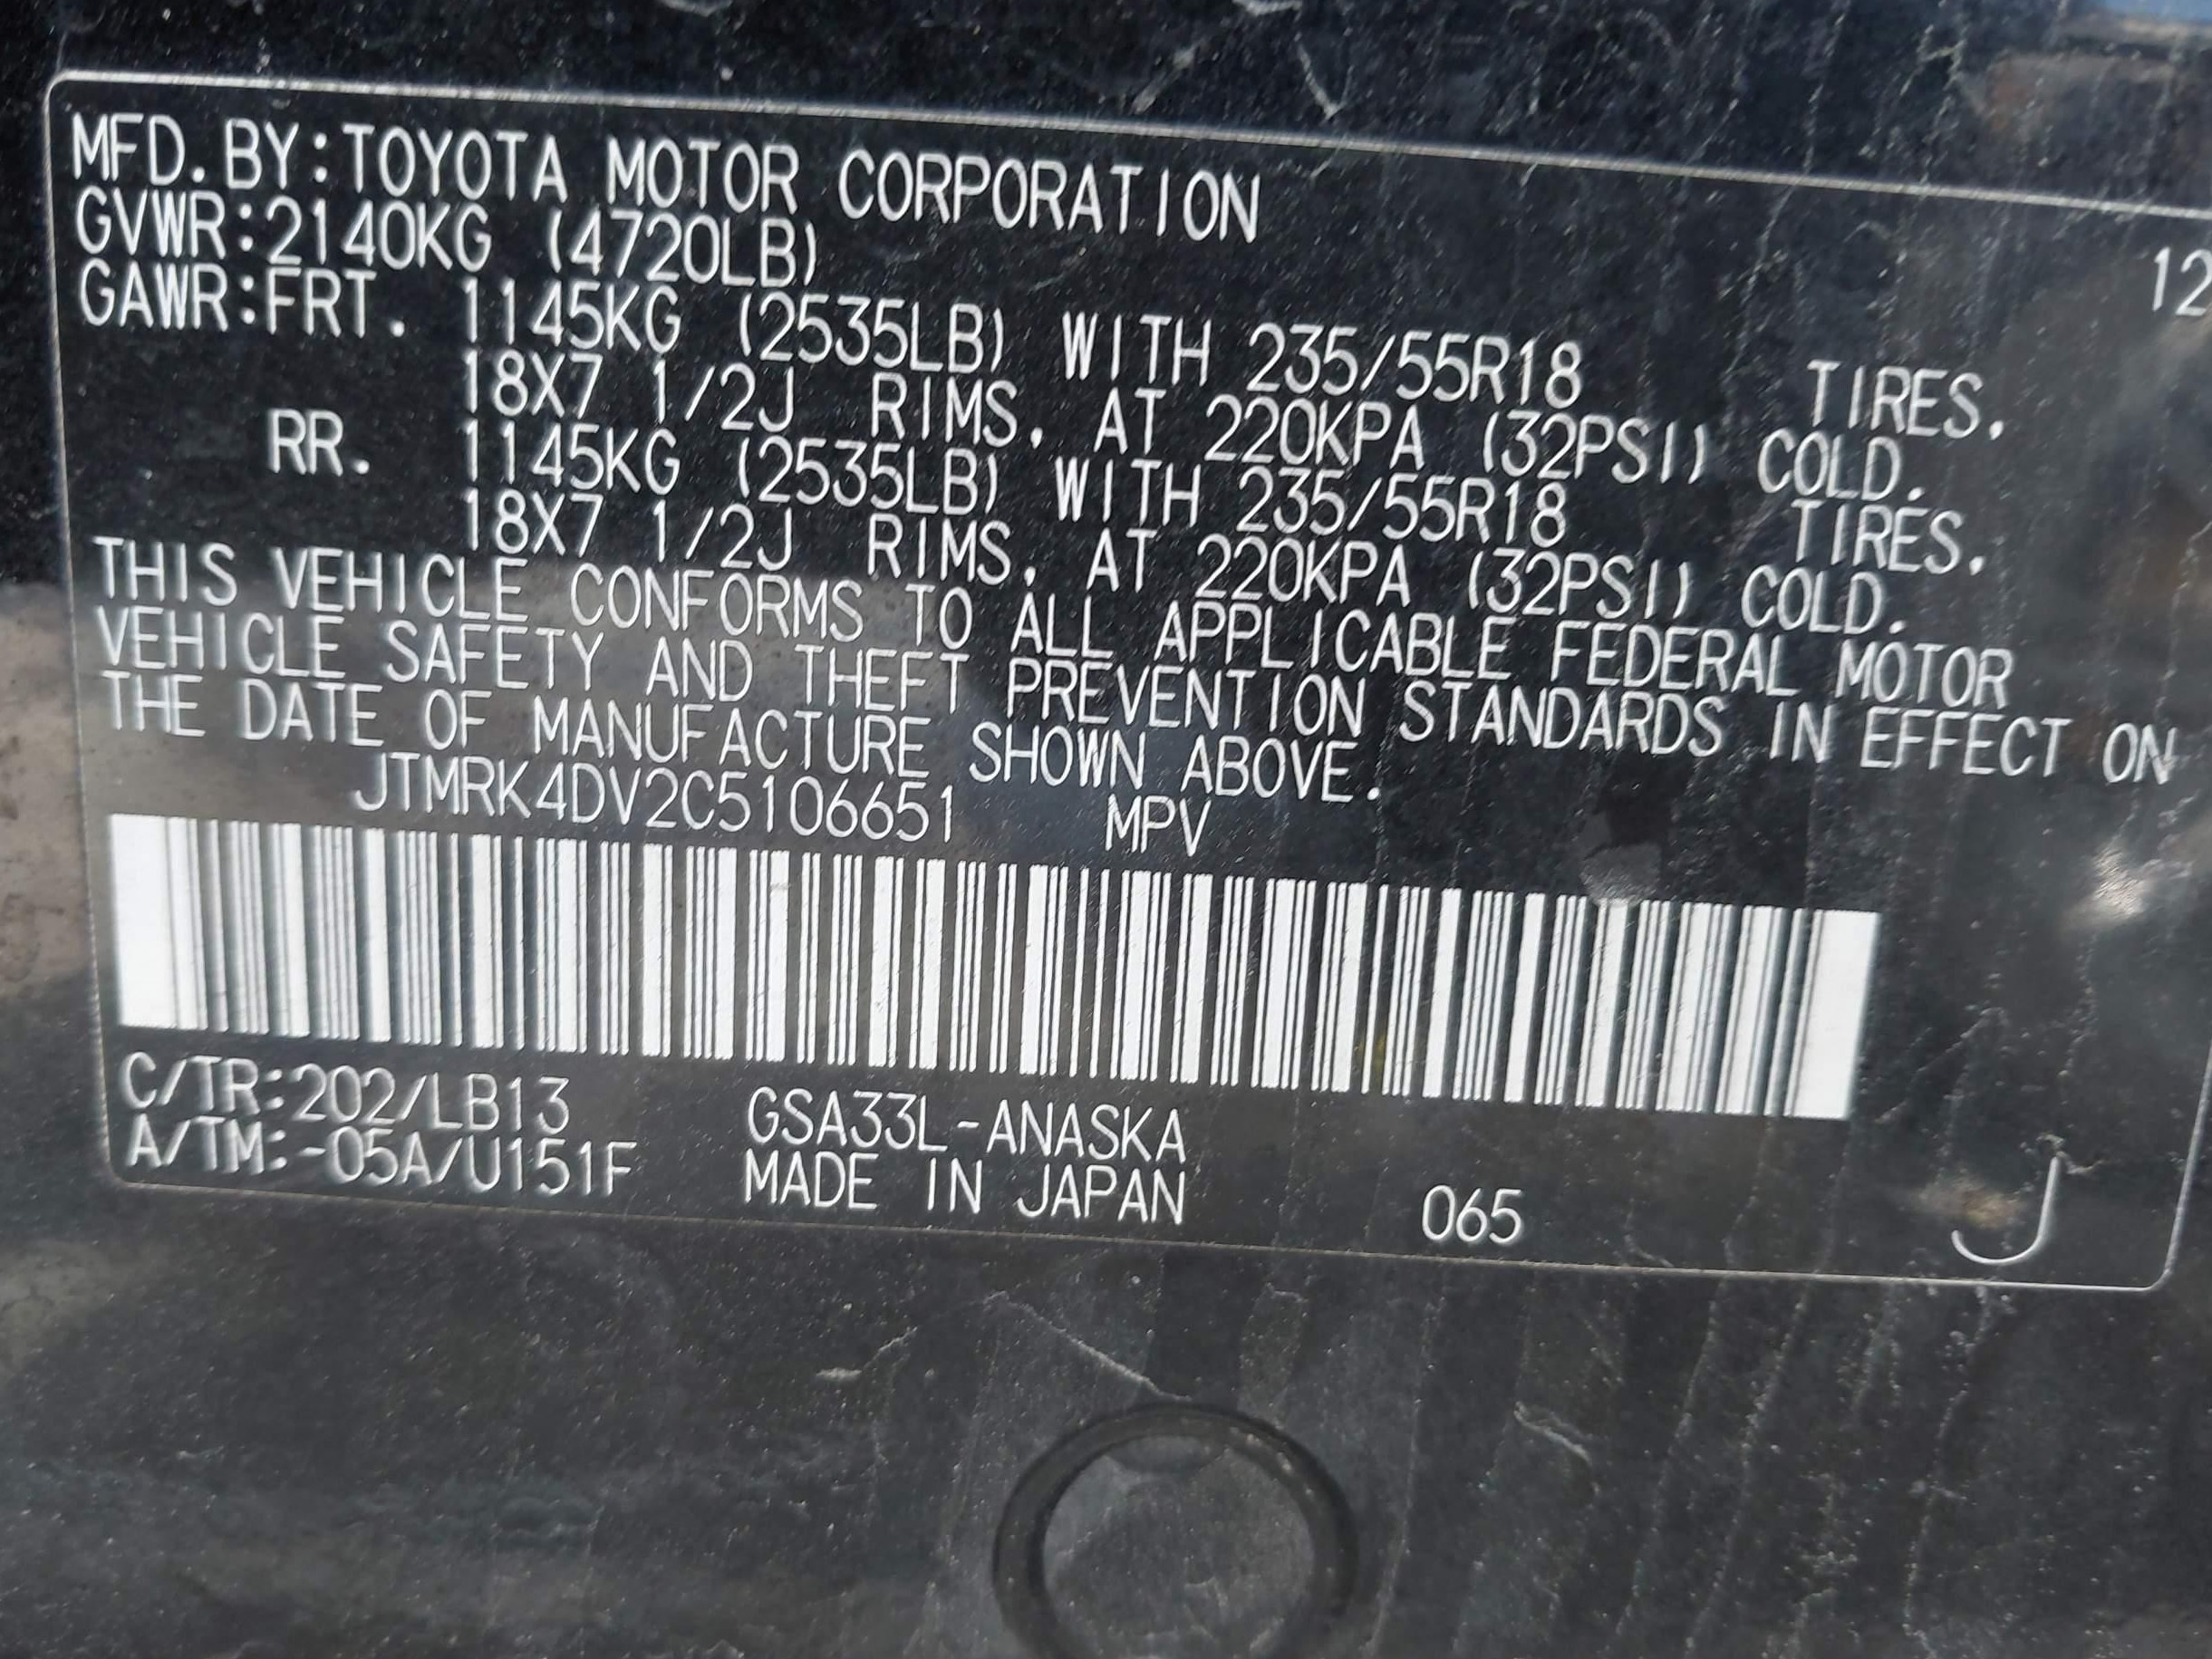 MFD.BY:TOYOTA MOTOR CORPORATION
12
GVWR:2140KG (4720LB)
GAWR:FRT. 1145KG (2535LB) WITH 235/55R18 TIRES.
18X7 1/2J RIMS, AT 220KPA (32PSI) COLD.
RR. 1145KG (2535LB) WITH 235/55R18 TIRES.
18X7 1/2J RIMS, AT 220KPA (32PSI) COLD.
THIS VEHICLE CONFORMS TO ALL APPLICABLE FEDERAL MOTOR
VEHICLE SAFETY AND THEFT PREVENTION STANDARDS IN EFFECT ON
THE DATE OF MANUFACTURE SHOWN ABOVE.
JTMRK4DV2C5106651 MPV
C/TR:202/LB13 GSA33L-ANASKA
A/TM:-05A/U151F MADE IN JAPAN 065 J